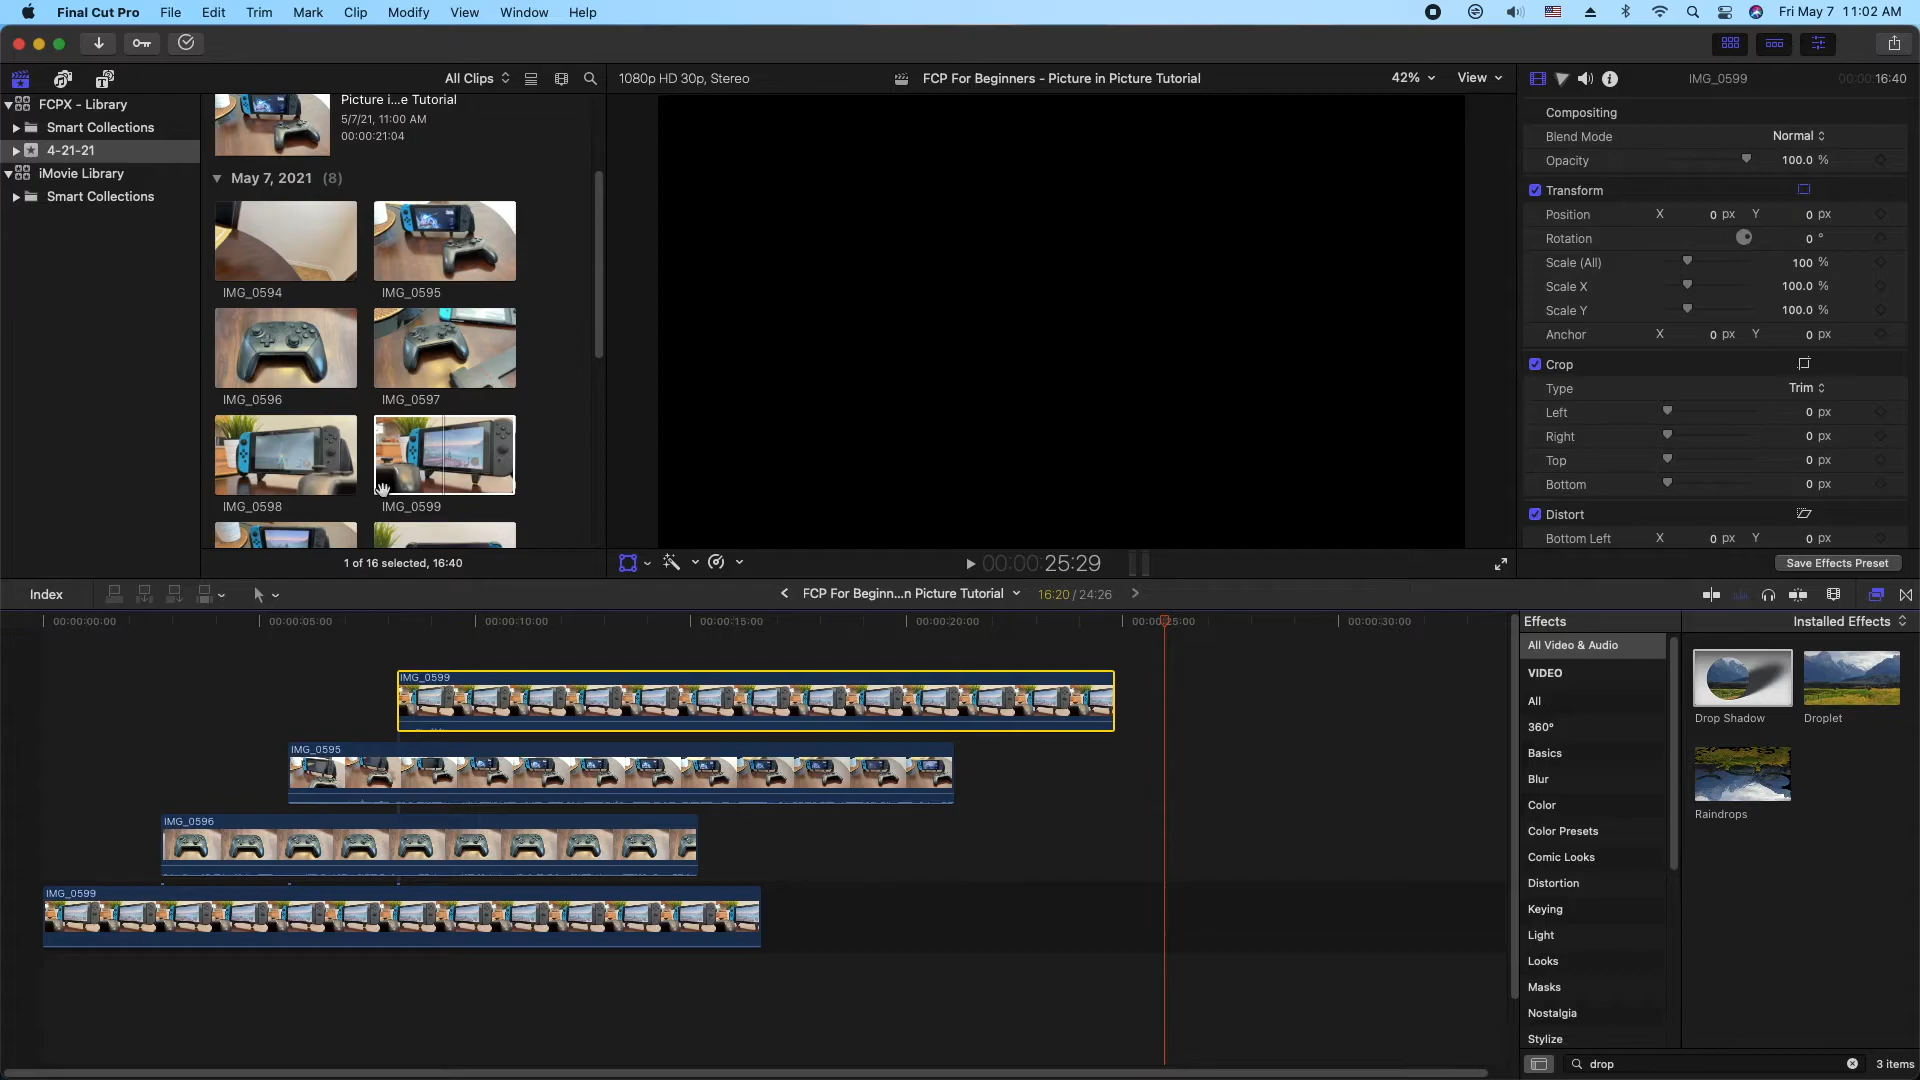 Final Cut Pro File Edit Trim Mark Clip Modify View Window Help Fri May 7 11:02 AM
All Clips 1080p HD 30p, Stereo FCP For Beginners - Picture in Picture Tutorial 42% View IMG_0599 00:00:16:40
FCPX - Library
Smart Collections
4-21-21
iMovie Library
Smart Collections
Picture i...e Tutorial
5/7/21, 11:00 AM
00:00:21:04
May 7, 2021 (8)
IMG_0594 IMG_0595
IMG_0596 IMG_0597
IMG_0598 IMG_0599
1 of 16 selected, 16:40
00:00:00:25:29
Compositing
Blend Mode Normal
Opacity 100.0 %
Transform
Position X 0 px Y 0 px
Rotation 0 °
Scale (All) 100 %
Scale X 100.0 %
Scale Y 100.0 %
Anchor X 0 px Y 0 px
Crop
Type Trim
Left 0 px
Right 0 px
Top 0 px
Bottom 0 px
Distort
Bottom Left X 0 px Y 0 px
Save Effects Preset
Index FCP For Beginn...n Picture Tutorial 16:20 / 24:26
00:00:00:00 00:00:05:00 00:00:10:00 00:00:15:00 00:00:20:00 00:00:25:00 00:00:30:00
IMG_0599
IMG_0595
IMG_0596
IMG_0599
Effects Installed Effects
All Video & Audio
VIDEO
All
360°
Basics
Blur
Color
Color Presets
Comic Looks
Distortion
Keying
Light
Looks
Masks
Nostalgia
Stylize
Drop Shadow Droplet
Raindrops
drop 3 items